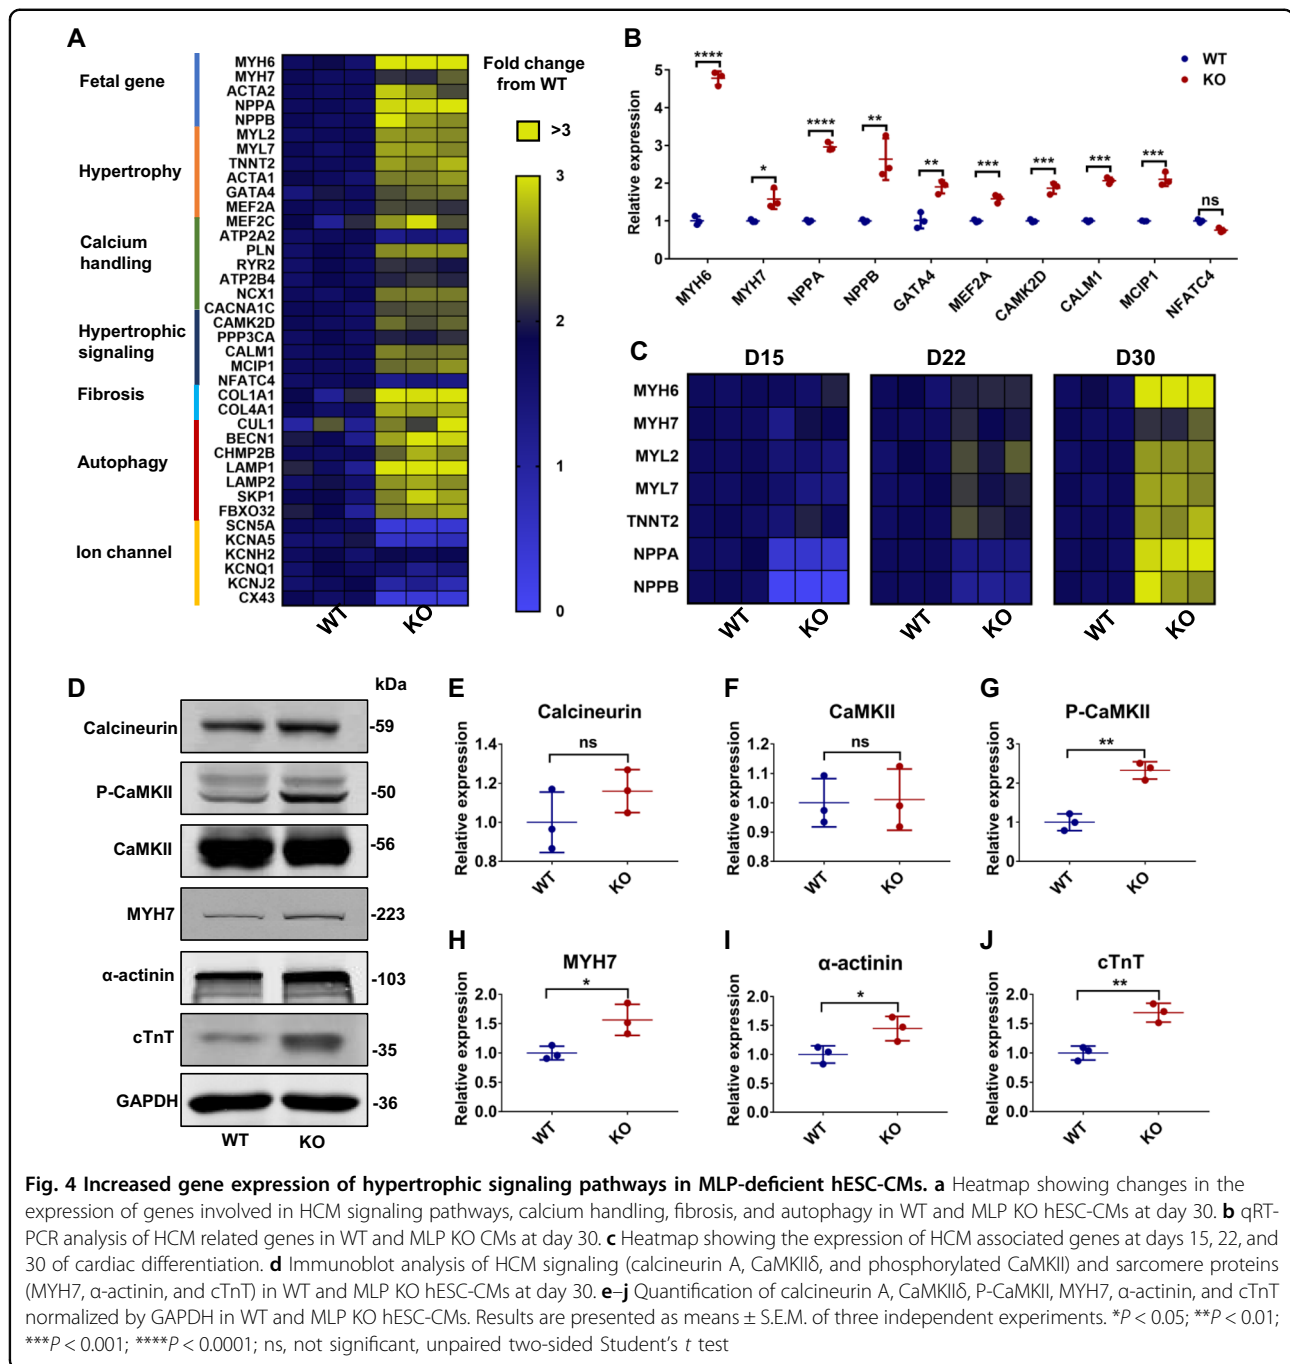 A
Fetal gene
Hypertrophy
Calcium
handling
Hypertrophic
signaling
Fibrosis
Autophagy
Ion channel
MYH6
MYH7
ACTA2
NPPA
NPPB
MYL2
MYL7
TNNT2
ACTA1
GATA4
MEF2A
MEF2C
ATP2A2
PLN
RYR2
ATP2B4
NCX1
CACNA1C
CAMK2D
PPP3CA
CALM1
MCIP1
NFATC4
COL1A1
COL4A1
CUL1
BECN1
CHMP2B
LAMP1
LAMP2
SKP1
FBXO32
SCN5A
KCNA5
KCNH2
KCNQ1
KCNJ2
CX43
WT
KO
Fold change
from WT
>3
3
2
1
0
B
WT
KO
Relative expression
5
4
3
2
1
0
****
*
****
**
**
***
***
***
***
ns
MYH6
MYH7
NPPA
NPPB
GATA4
MEF2A
CAMK2D
CALM1
MCIP1
NFATC4
C
D15
D22
D30
MYH6
MYH7
MYL2
MYL7
TNNT2
NPPA
NPPB
WT
KO
WT
KO
WT
KO
D
kDa
Calcineurin
-59
P-CaMKII
-50
CaMKII
-56
MYH7
-223
α-actinin
-103
cTnT
-35
GAPDH
-36
WT
KO
E
Calcineurin
Relative expression
1.4
1.2
1.0
0.8
ns
WT
KO
F
CaMKII
Relative expression
1.2
1.1
1.0
0.9
0.8
ns
WT
KO
G
P-CaMKII
Relative expression
3
2
1
0
**
WT
KO
H
MYH7
Relative expression
2.0
1.5
1.0
0.5
0.0
*
WT
KO
I
α-actinin
Relative expression
2.0
1.5
1.0
0.5
0.0
*
WT
KO
J
cTnT
Relative expression
2.0
1.5
1.0
0.5
0.0
**
WT
KO
Fig. 4 Increased gene expression of hypertrophic signaling pathways in MLP-deficient hESC-CMs. a Heatmap showing changes in the
expression of genes involved in HCM signaling pathways, calcium handling, fibrosis, and autophagy in WT and MLP KO hESC-CMs at day 30. b qRT-
PCR analysis of HCM related genes in WT and MLP KO CMs at day 30. c Heatmap showing the expression of HCM associated genes at days 15, 22, and
30 of cardiac differentiation. d Immunoblot analysis of HCM signaling (calcineurin A, CaMKIIδ, and phosphorylated CaMKII) and sarcomere proteins
(MYH7, α-actinin, and cTnT) in WT and MLP KO hESC-CMs at day 30. e–j Quantification of calcineurin A, CaMKIIδ, P-CaMKII, MYH7, α-actinin, and cTnT
normalized by GAPDH in WT and MLP KO hESC-CMs. Results are presented as means ± S.E.M. of three independent experiments. *P < 0.05; **P < 0.01;
***P < 0.001; ****P < 0.0001; ns, not significant, unpaired two-sided Student's t test